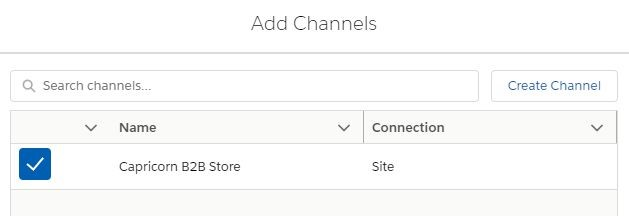 Add Channels
Search channels...
Create Channel
Name
Connection
Capricorn B2B Store
Site